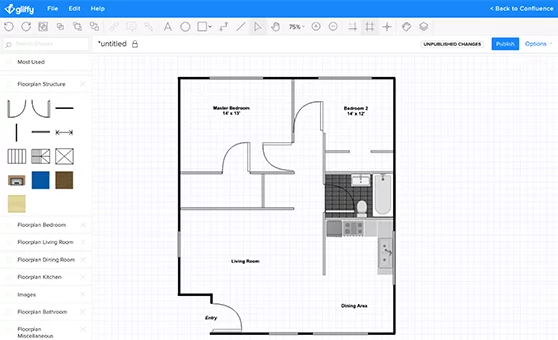 gliffy File Edit Help < Back to Confluence
75%
Search Shapes *untitled UNPUBLISHED CHANGES Publish Options
Most Used
Floorplan Structure
Floorplan Bedroom
Floorplan Living Room
Floorplan Dining Room
Floorplan Kitchen
Images
Floorplan Bathroom
Floorplan
Miscellaneous
Master Bedroom
14' x 13'
Bedroom 2
14' x 12'
Living Room
Dining Area
Entry